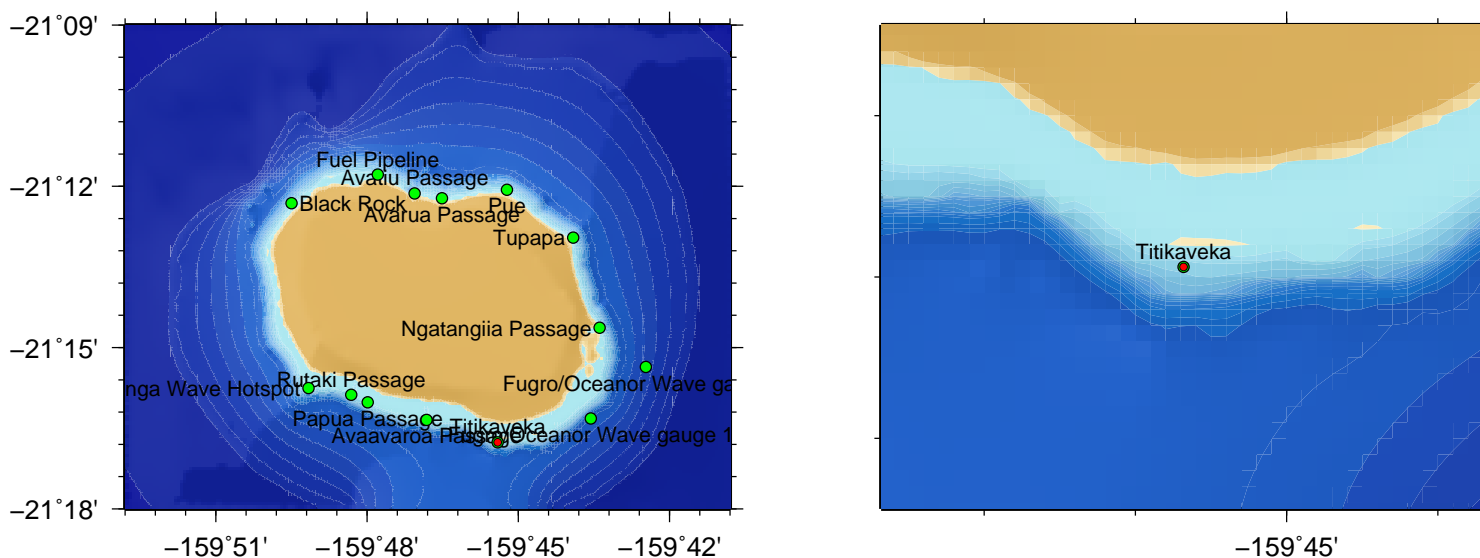 −21˚09'
−21˚12'
−21˚15'
−21˚18'
Fuel Pipeline
Avatiu Passage
Black Rock
Avarua Passage
Pue
Tupapa
Ngatangiia Passage
Rutaki Passage
nga Wave Hotspot
Fugro/Oceanor Wave ga
Papua Passage
Titikaveka
Avaavaroa Passage
Fugro/Oceanor Wave gauge 1
−159˚51'
−159˚48'
−159˚45'
−159˚42'
Titikaveka
−159˚45'